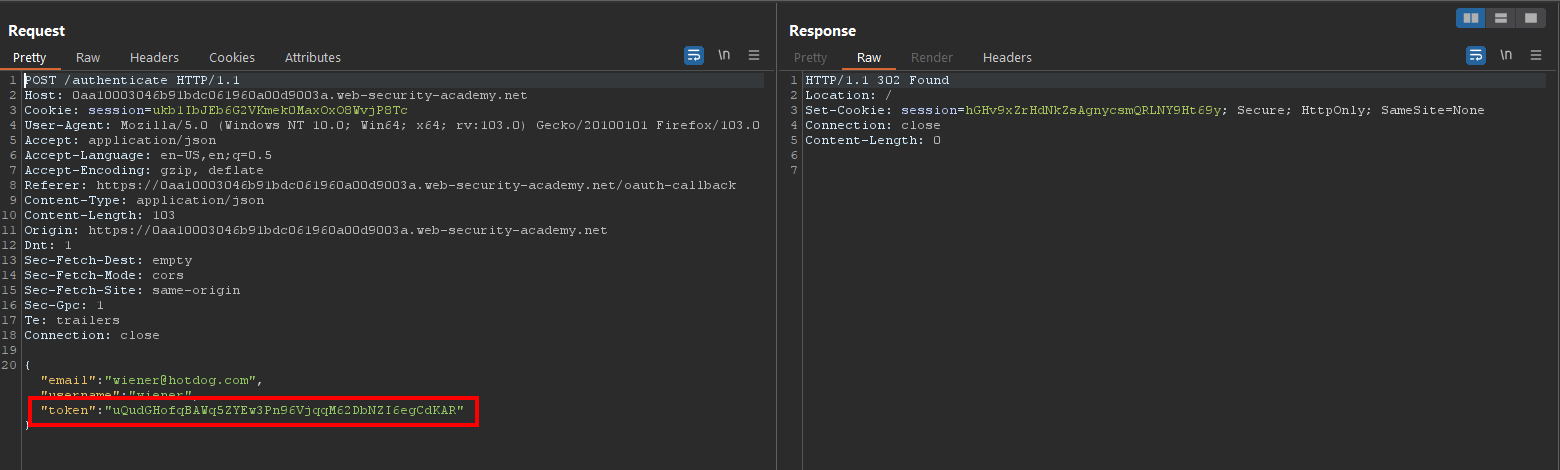 Request
Pretty Raw Headers Cookies Attributes \n
1 POST /authenticate HTTP/1.1
2 Host: 0aa10003046b91bdc061960a00d9003a.web-security-academy.net
3 Cookie: session=ukb1IbJEb6G2VKmekOMaxOxO8WvjP8Tc
4 User-Agent: Mozilla/5.0 (Windows NT 10.0; Win64; x64; rv:103.0) Gecko/20100101 Firefox/103.0
5 Accept: application/json
6 Accept-Language: en-US,en;q=0.5
7 Accept-Encoding: gzip, deflate
8 Referer: https://0aa10003046b91bdc061960a00d9003a.web-security-academy.net/oauth-callback
9 Content-Type: application/json
10 Content-Length: 103
11 Origin: https://0aa10003046b91bdc061960a00d9003a.web-security-academy.net
12 Dnt: 1
13 Sec-Fetch-Dest: empty
14 Sec-Fetch-Mode: cors
15 Sec-Fetch-Site: same-origin
16 Sec-Gpc: 1
17 Te: trailers
18 Connection: close
19
20 {
"email":"wiener@hotdog.com",
"username":"wiener",
"token":"uQudGHofqBAWq5ZYEw3Pn96VjqqM62DbNZI6egCdKAR"
}
Response
Pretty Raw Render Headers \n
1 HTTP/1.1 302 Found
2 Location: /
3 Set-Cookie: session=hGHv9xZrHdNkZsAgnycsmQRLNY9Ht69y; Secure; HttpOnly; SameSite=None
4 Connection: close
5 Content-Length: 0
6
7